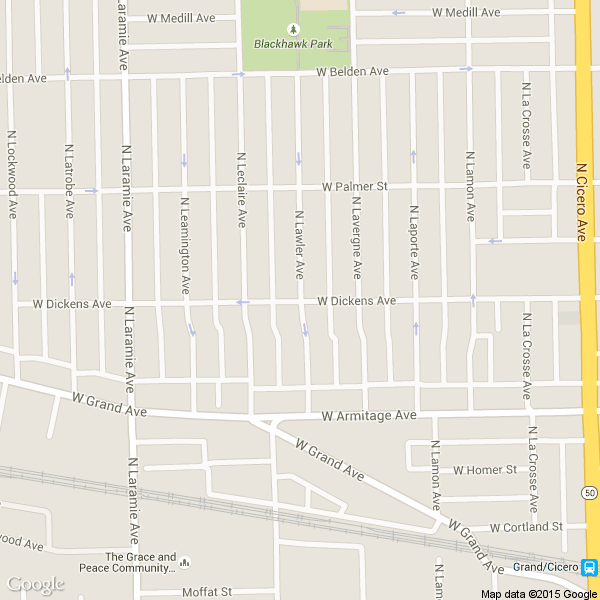 W Medill Ave
W Medill Ave
Blackhawk Park
Laramie Ave
elden Ave
W Belden Ave
N Lockwood Ave
N Latrobe Ave
N Laramie Ave
N Leamington Ave
N Leclaire Ave
N Lawler Ave
N Lavergne Ave
N Laporte Ave
N Lamon Ave
N La Crosse Ave
N Cicero Ave
W Palmer St
W Dickens Ave
W Dickens Ave
N Laramie Ave
N La Crosse Ave
W Grand Ave
W Armitage Ave
W Grand Ave
N Laramie Ave
N Lamon Ave
N La Crosse Ave
W Homer St
50
W Cortland St
W Grand Ave
wood Ave
The Grace and
Peace Community...
Grand/Cicero
Moffat St
N Lamo
Google
Map data ©2015 Google